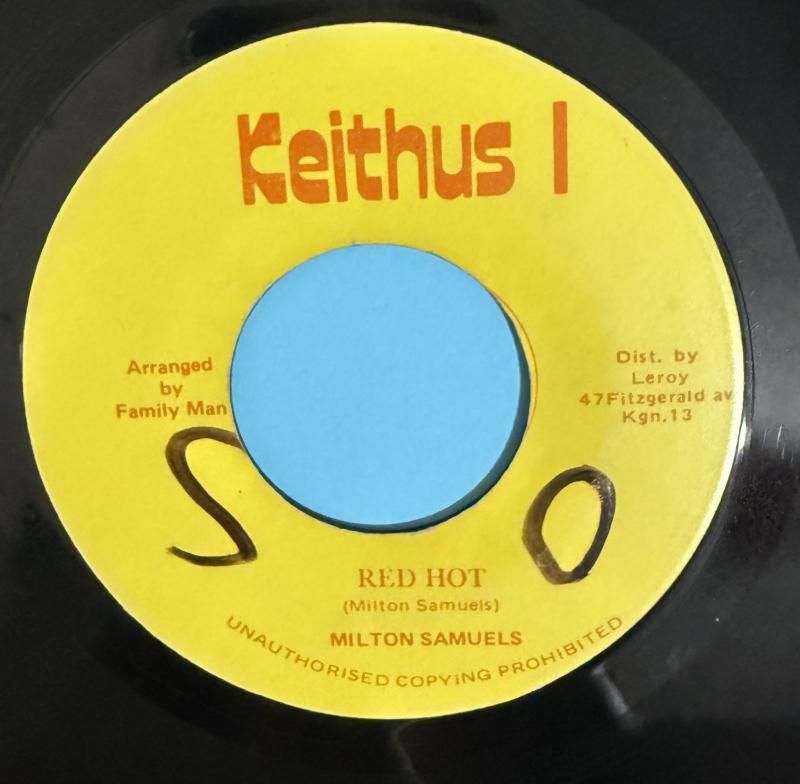 Keithus I
Arranged
by
Family Man
Dist. by
Leroy
47Fitzgerald av
Kgn.13
S O
RED HOT
(Milton Samuels)
MILTON SAMUELS
UNAUTHORISED COPYING PROHIBITED